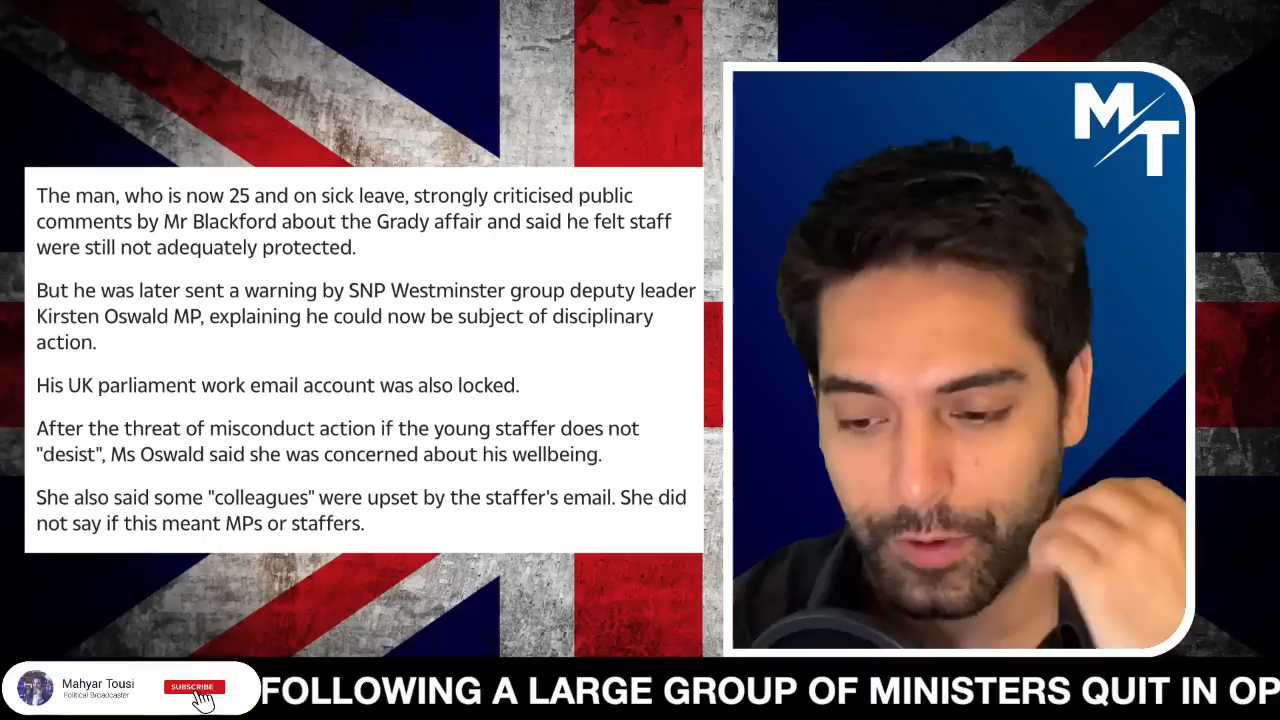 The man, who is now 25 and on sick leave, strongly criticised public
comments by Mr Blackford about the Grady affair and said he felt staff
were still not adequately protected.
But he was later sent a warning by SNP Westminster group deputy leader
Kirsten Oswald MP, explaining he could now be subject of disciplinary
action.
His UK parliament work email account was also locked.
After the threat of misconduct action if the young staffer does not
"desist", Ms Oswald said she was concerned about his wellbeing.
She also said some "colleagues" were upset by the staffer's email. She did
not say if this meant MPs or staffers.
M/T
Mahyar Tousi
Political Broadcaster
SUBSCRIBE
FOLLOWING A LARGE GROUP OF MNISTERS QUIT IN OP